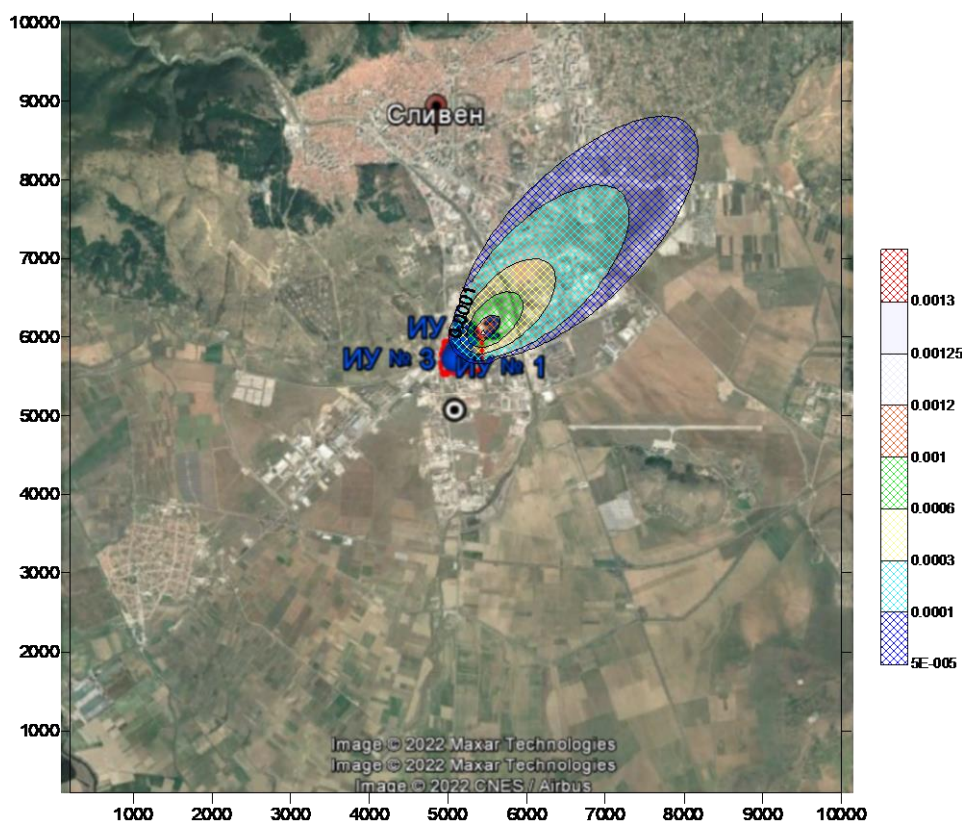 10000
9000
8000
7000
6000
5000
4000
3000
2000
1000
Сливен
0.0001
ИУ
ИУ № 3
ИУ № 1
Image © 2022 Maxar Technologies
Image © 2022 Maxar Technologies
Image © 2022 CNES / Airbus
1000 2000 3000 4000 5000 6000 7000 8000 9000 10000
0.0013
0.00125
0.0012
0.001
0.0006
0.0003
0.0001
5E-005